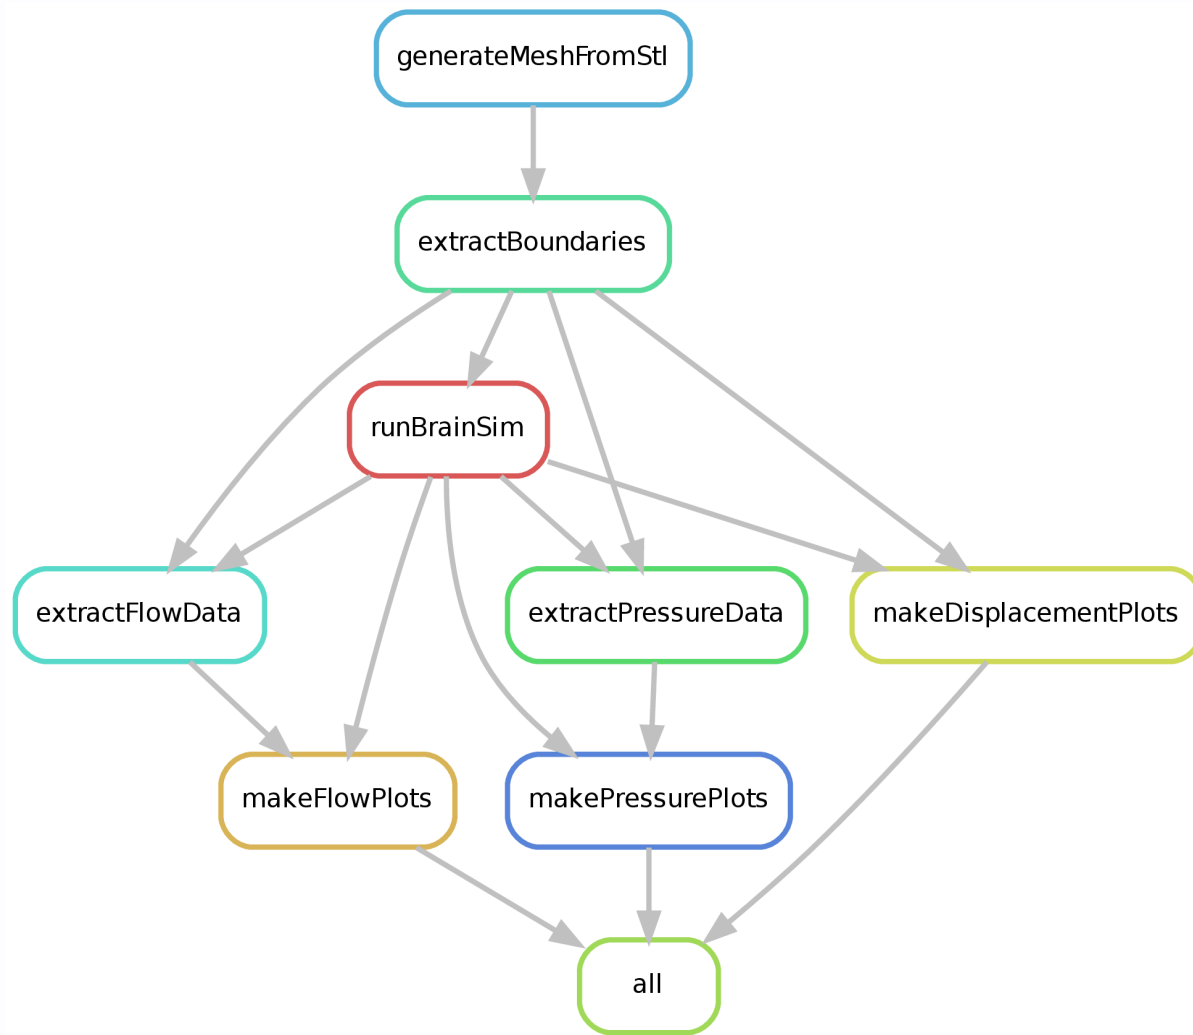 generateMeshFromStl
extractBoundaries
runBrainSim
extractFlowData
extractPressureData
makeDisplacementPlots
makeFlowPlots
makePressurePlots
all